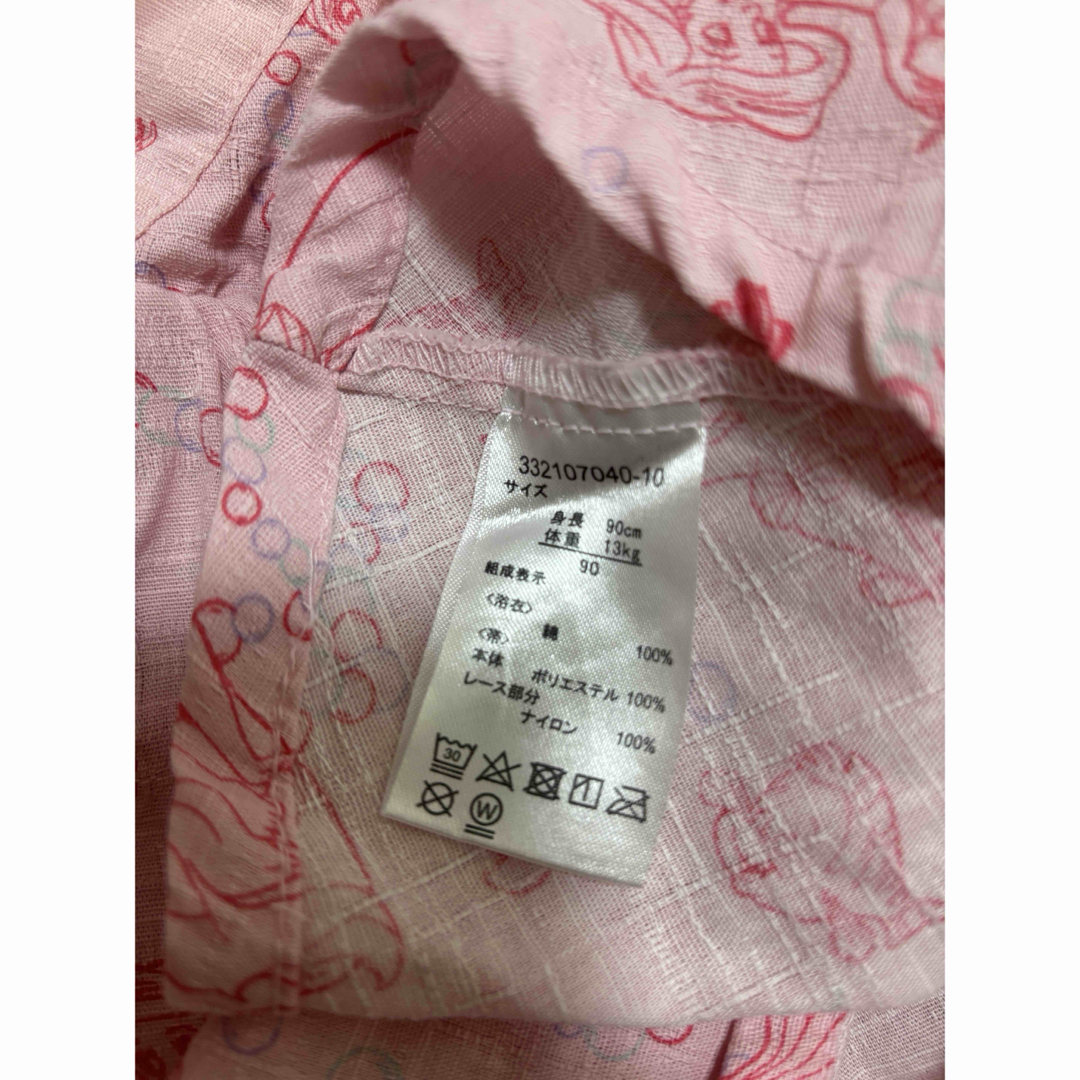 332107040-10
サイズ
身長 90cm
体重 13kg
90
組成表示
〈浴衣〉
綿 100%
〈帯〉
本体 ポリエステル 100%
レース部分
ナイロン 100%
30
W